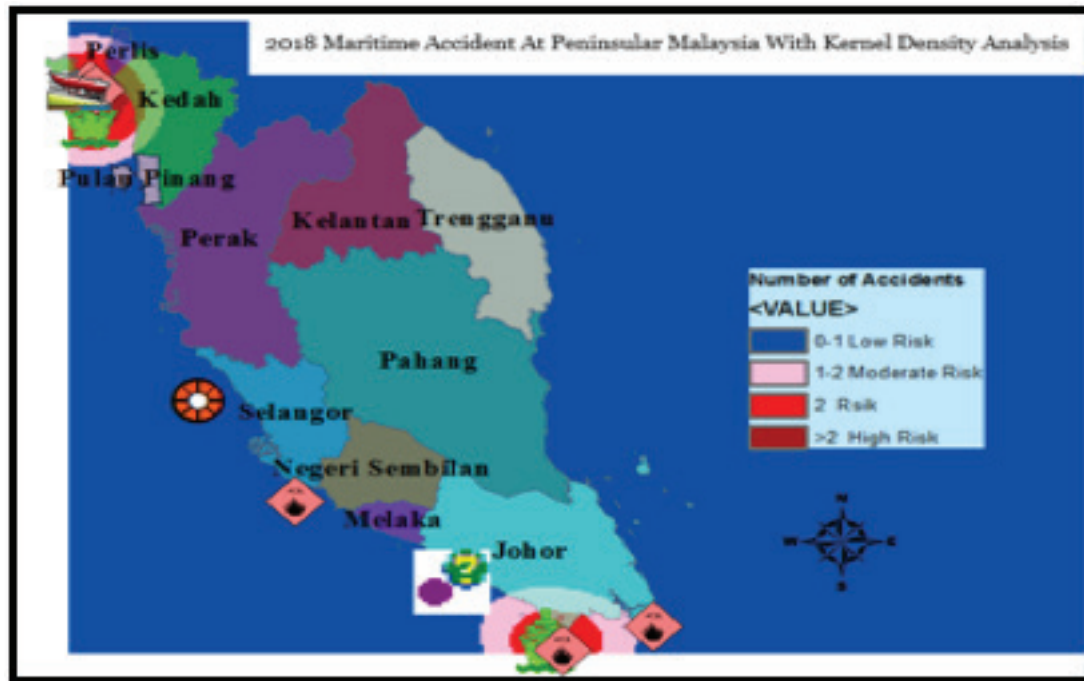 2018 Maritime Accident At Peninsular Malaysia With Kernel Density Analysis
Perlis
Kedah
Pulau Pinang
Kelantan
Trengganu
Perak
Number of Accidents
<VALUE>
0-1 Low Risk
Pahang
1-2 Moderate Risk
2 Rsik
Selangor
>2 High Risk
Negeri Sembilan
N
Melaka
W
E
Johor
?
S